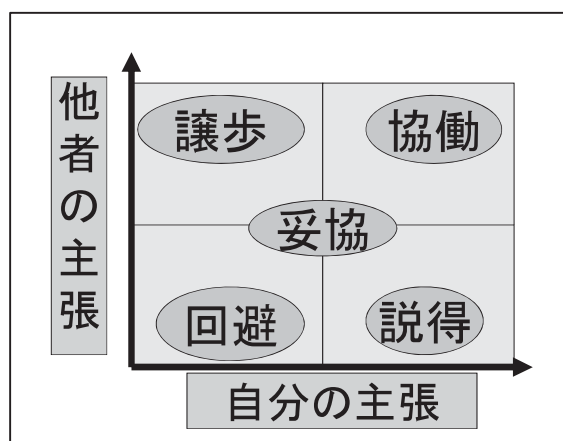 他者の主張
譲歩
協働
妥協
回避
説得
自分の主張